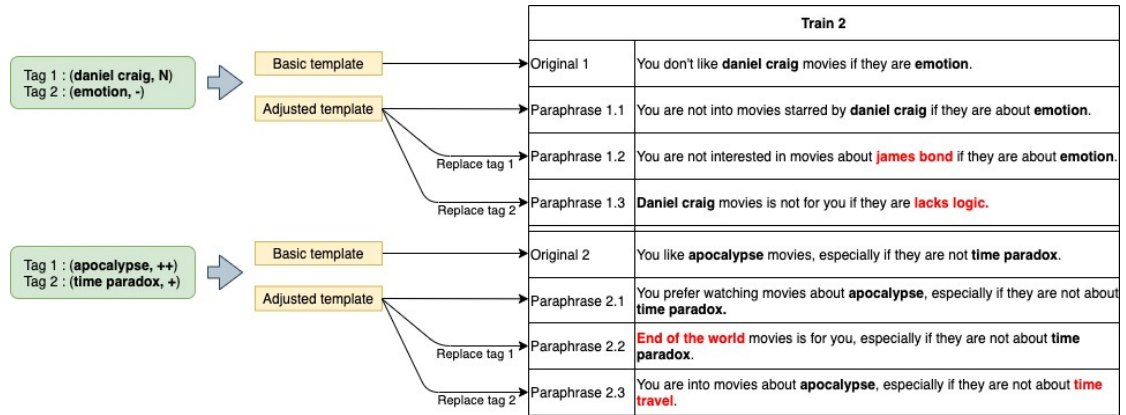 Train 2
Tag 1 : (daniel craig, N)
Tag 2 : (emotion, -)
Basic template
Original 1
You don't like daniel craig movies if they are emotion.
Adjusted template
Paraphrase 1.1
You are not into movies starred by daniel craig if they are about emotion.
Replace tag 1
Paraphrase 1.2
You are not interested in movies about james bond if they are about emotion.
Replace tag 2
Paraphrase 1.3
Daniel craig movies is not for you if they are lacks logic.
Tag 1 : (apocalypse, ++)
Tag 2 : (time paradox, +)
Basic template
Original 2
You like apocalypse movies, especially if they are not time paradox.
Adjusted template
Paraphrase 2.1
You prefer watching movies about apocalypse, especially if they are not about
time paradox.
Replace tag 1
Paraphrase 2.2
End of the world movies is for you, especially if they are not about time
paradox.
Replace tag 2
Paraphrase 2.3
You are into movies about apocalypse, especially if they are not about time
travel.